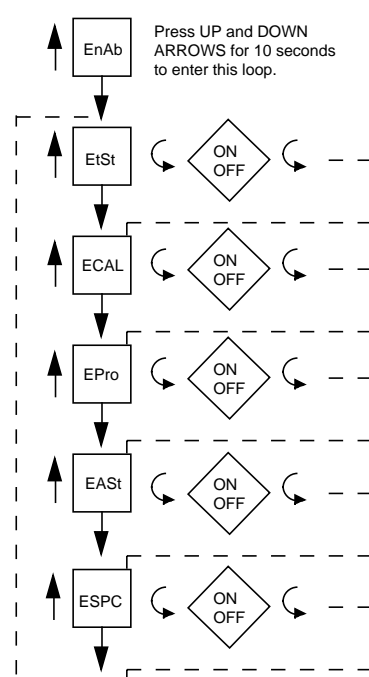 EnAb
Press UP and DOWN
ARROWS for 10 seconds
to enter this loop.
EtSt
ON
OFF
ECAL
ON
OFF
EPro
ON
OFF
EASt
ON
OFF
ESPC
ON
OFF